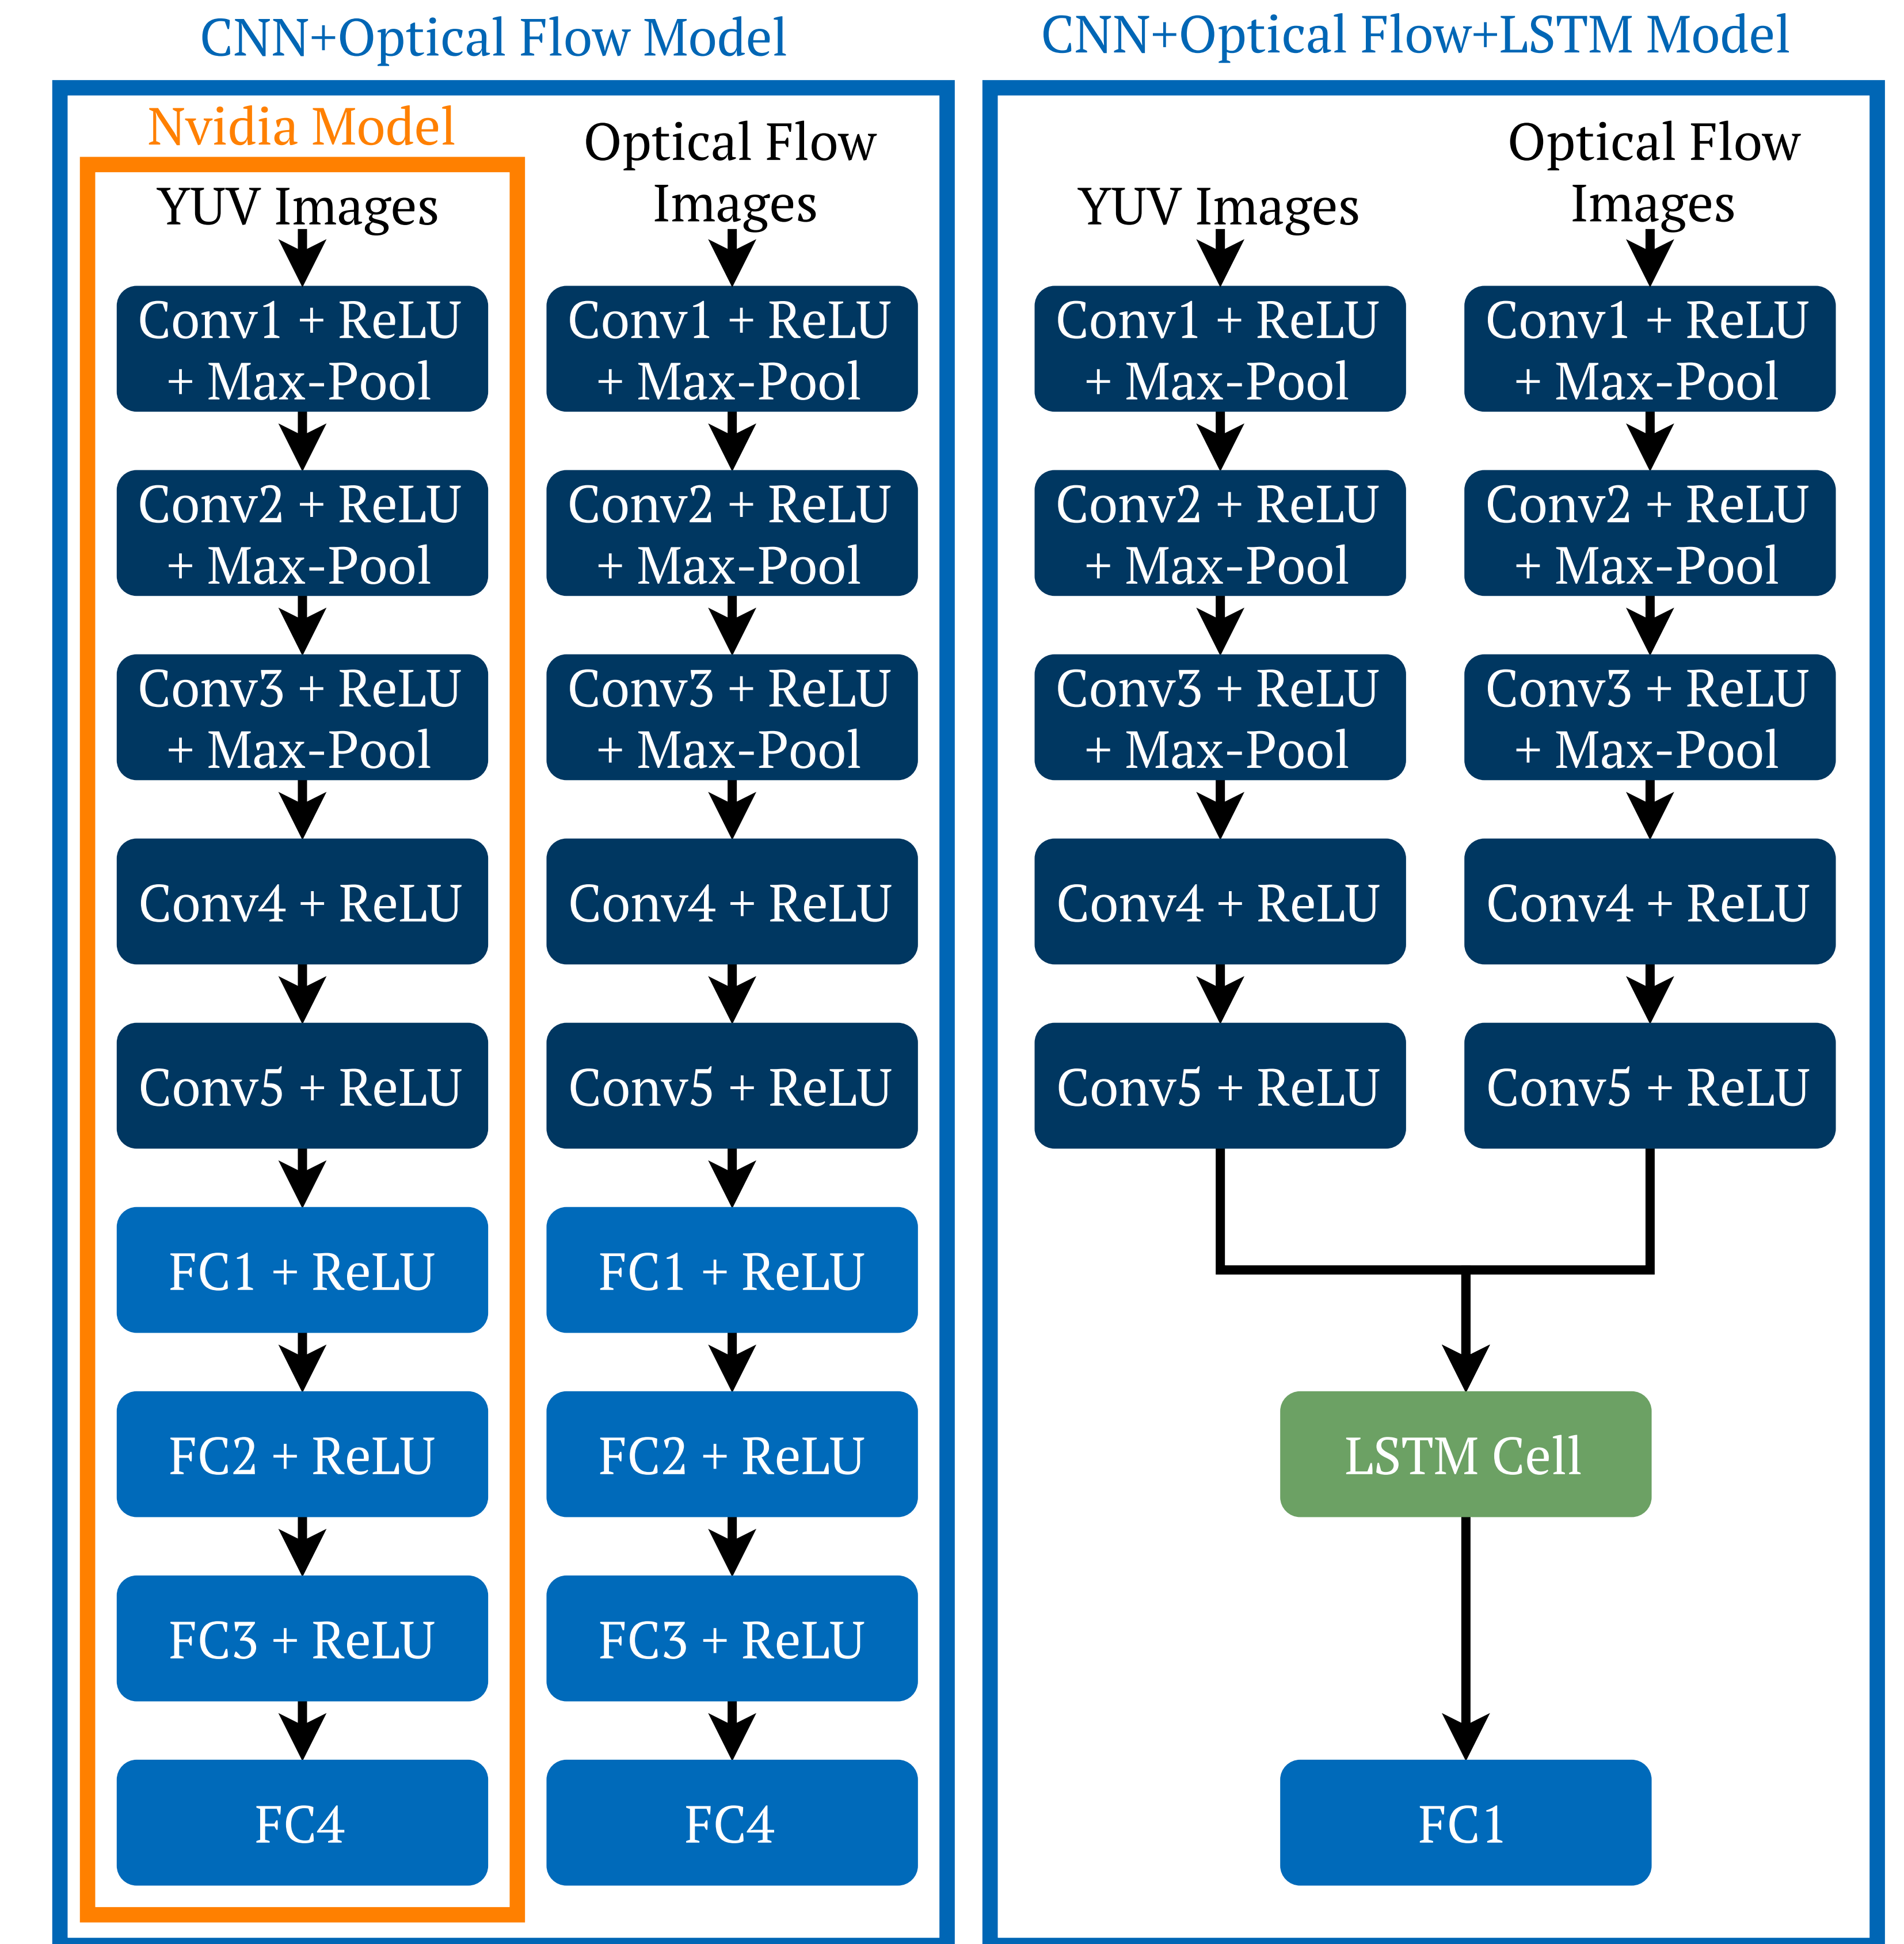 CNN+Optical Flow Model
Nvidia Model
YUV Images
Conv1 + ReLU
+ Max-Pool
Conv2 + ReLU
+ Max-Pool
Conv3 + ReLU
+ Max-Pool
Conv4 + ReLU
Conv5 + ReLU
FC1 + ReLU
FC2 + ReLU
FC3 + ReLU
FC4
Optical Flow
Images
Conv1 + ReLU
+ Max-Pool
Conv2 + ReLU
+ Max-Pool
Conv3 + ReLU
+ Max-Pool
Conv4 + ReLU
Conv5 + ReLU
FC1 + ReLU
FC2 + ReLU
FC3 + ReLU
FC4
CNN+Optical Flow+LSTM Model
YUV Images
Conv1 + ReLU
+ Max-Pool
Conv2 + ReLU
+ Max-Pool
Conv3 + ReLU
+ Max-Pool
Conv4 + ReLU
Conv5 + ReLU
Optical Flow
Images
Conv1 + ReLU
+ Max-Pool
Conv2 + ReLU
+ Max-Pool
Conv3 + ReLU
+ Max-Pool
Conv4 + ReLU
Conv5 + ReLU
LSTM Cell
FC1